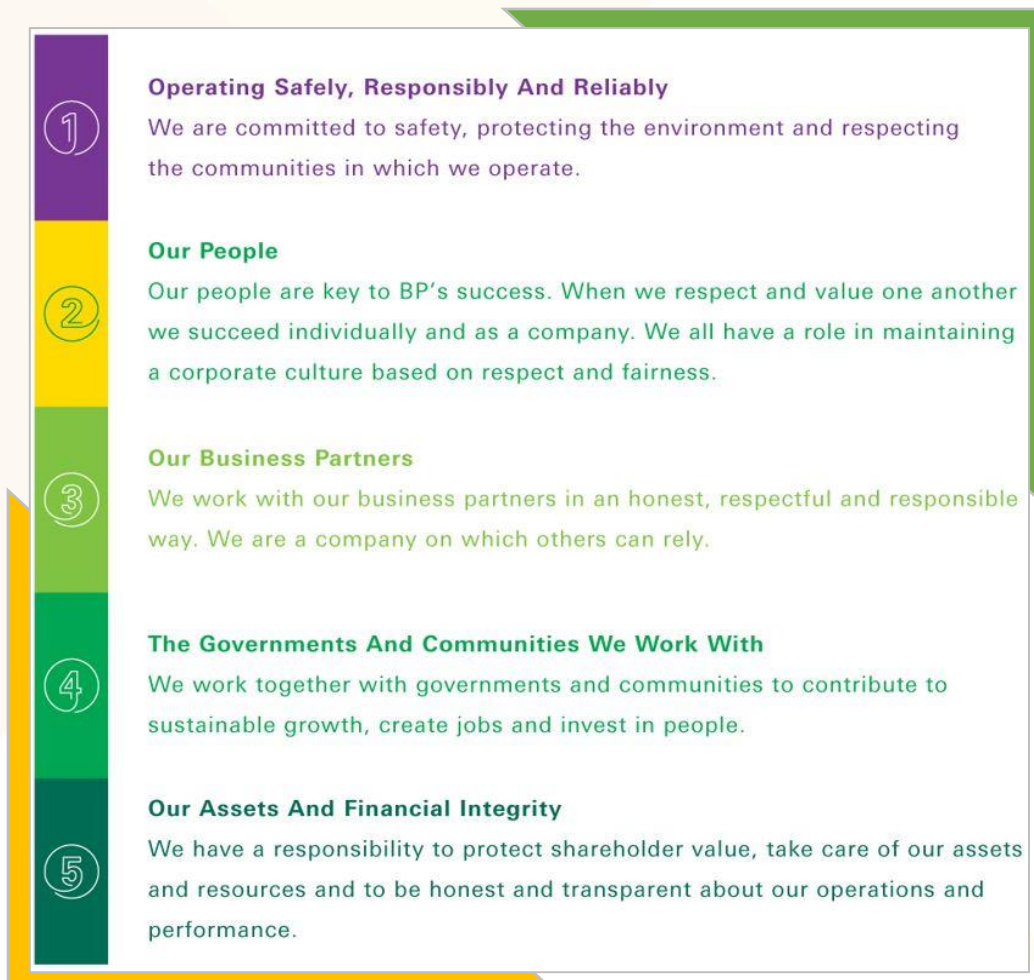 1
Operating Safely, Responsibly And Reliably
We are committed to safety, protecting the environment and respecting
the communities in which we operate.
2
Our People
Our people are key to BP's success. When we respect and value one another
we succeed individually and as a company. We all have a role in maintaining
a corporate culture based on respect and fairness.
3
Our Business Partners
We work with our business partners in an honest, respectful and responsible
way. We are a company on which others can rely.
4
The Governments And Communities We Work With
We work together with governments and communities to contribute to
sustainable growth, create jobs and invest in people.
5
Our Assets And Financial Integrity
We have a responsibility to protect shareholder value, take care of our assets
and resources and to be honest and transparent about our operations and
performance.